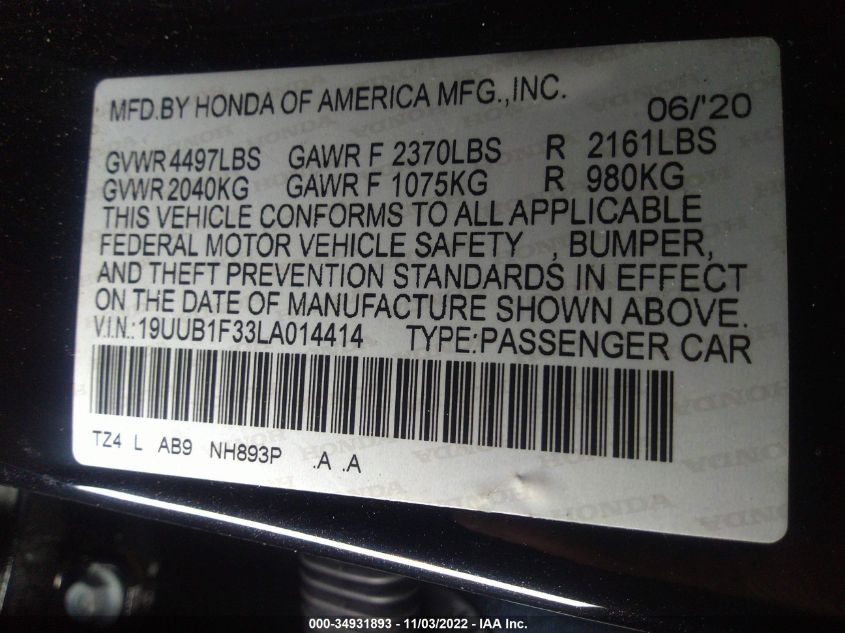 MFD.BY HONDA OF AMERICA MFG.,INC. 06/'20
GVWR 4497LBS GAWR F 2370LBS R 2161LBS
GVWR 2040KG GAWR F 1075KG R 980KG
THIS VEHICLE CONFORMS TO ALL APPLICABLE
FEDERAL MOTOR VEHICLE SAFETY , BUMPER,
AND THEFT PREVENTION STANDARDS IN EFFECT
ON THE DATE OF MANUFACTURE SHOWN ABOVE.
V.I.N.:19UUB1F33LA014414 TYPE:PASSENGER CAR
TZ4 L AB9 NH893P .A .A
000-34931893 - 11/03/2022 - IAA Inc.